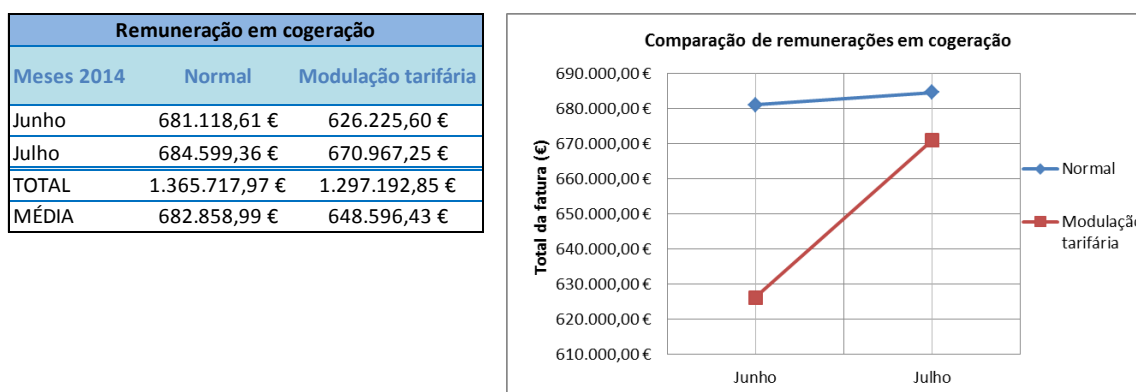 Remuneração em cogeração
Meses 2014 Normal Modulação tarifária
Junho 681.118,61 € 626.225,60 €
Julho 684.599,36 € 670.967,25 €
TOTAL 1.365.717,97 € 1.297.192,85 €
MÉDIA 682.858,99 € 648.596,43 €
Comparação de remunerações em cogeração
Total da fatura (€)
690.000,00 €
680.000,00 €
670.000,00 €
660.000,00 €
650.000,00 €
640.000,00 €
630.000,00 €
620.000,00 €
610.000,00 €
Junho Julho
Normal
Modulação
tarifária